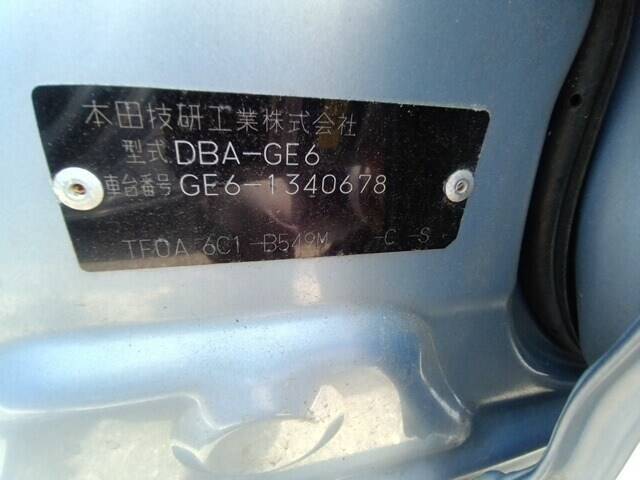 本田技研工業株式会社
型式 DBA-GE6
車台番号 GE6-1340678
TF0A 6C1 -B549M -C -S